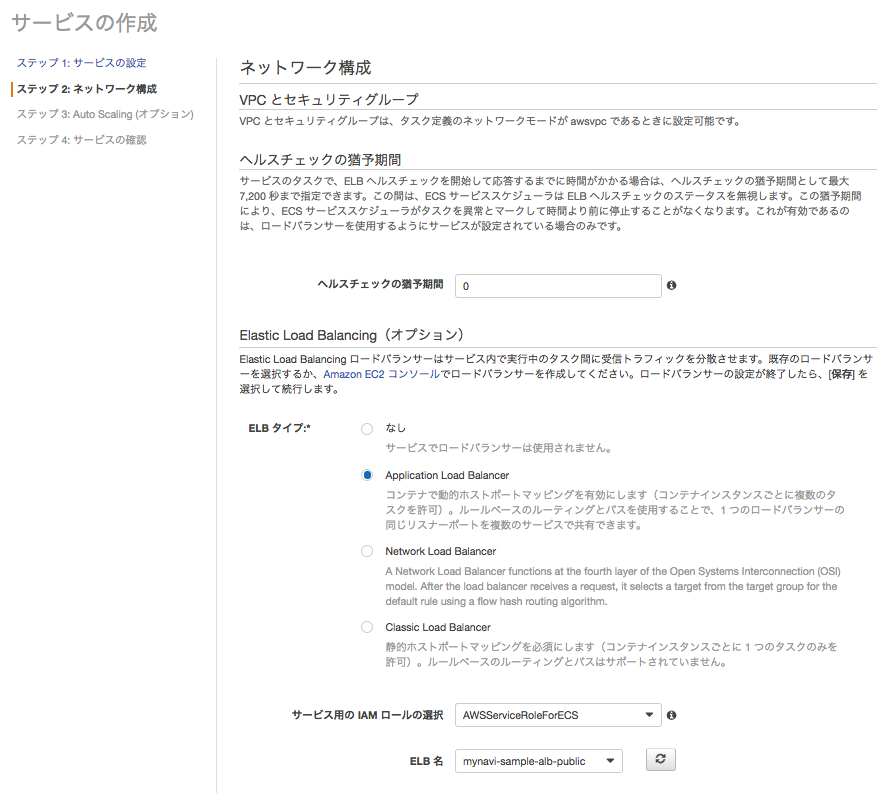 サービスの作成
ステップ 1: サービスの設定
ステップ 2: ネットワーク構成
ステップ 3: Auto Scaling (オプション)
ステップ 4: サービスの確認
ネットワーク構成
VPC とセキュリティグループ
VPC とセキュリティグループは、タスク定義のネットワークモードが awsvpc であるときに設定可能です。
ヘルスチェックの猶予期間
サービスのタスクで、ELB ヘルスチェックを開始して応答するまでに時間がかかる場合は、ヘルスチェックの猶予期間として最大
7,200 秒まで指定できます。この間は、ECS サービススケジューラは ELB ヘルスチェックのステータスを無視します。この猶予期間
により、ECS サービススケジューラがタスクを異常とマークして時間より前に停止することがなくなります。これが有効であるの
は、ロードバランサーを使用するようにサービスが設定されている場合のみです。
ヘルスチェックの猶予期間
0
Elastic Load Balancing（オプション）
Elastic Load Balancing ロードバランサーはサービス内で実行中のタスク間に受信トラフィックを分散させます。既存のロードバランサ
ーを選択するか、Amazon EC2 コンソールでロードバランサーを作成してください。ロードバランサーの設定が終了したら、[保存] を
選択して続行します。
ELB タイプ:*
なし
サービスでロードバランサーは使用されません。
Application Load Balancer
コンテナで動的ホストポートマッピングを有効にします（コンテナインスタンスごとに複数のタ
スクを許可）。ルールベースのルーティングとパスを使用することで、1 つのロードバランサーの
同じリスナーポートを複数のサービスで共有できます。
Network Load Balancer
A Network Load Balancer functions at the fourth layer of the Open Systems Interconnection (OSI)
model. After the load balancer receives a request, it selects a target from the target group for the
default rule using a flow hash routing algorithm.
Classic Load Balancer
静的ホストポートマッピングを必須にします（コンテナインスタンスごとに 1 つのタスクのみを
許可）。ルールベースのルーティングとパスはサポートされていません。
サービス用の IAM ロールの選択
AWSServiceRoleForECS
ELB 名
mynavi-sample-alb-public